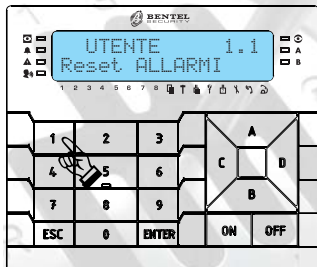 BENTEL
SECURITY
UTENTE 1.1
Reset ALLARMI
A
B
1 2 3 4 5 6 7 8
1 2 3
4 5 6
7 8 9
ESC 0 ENTER
A
C D
B
ON OFF